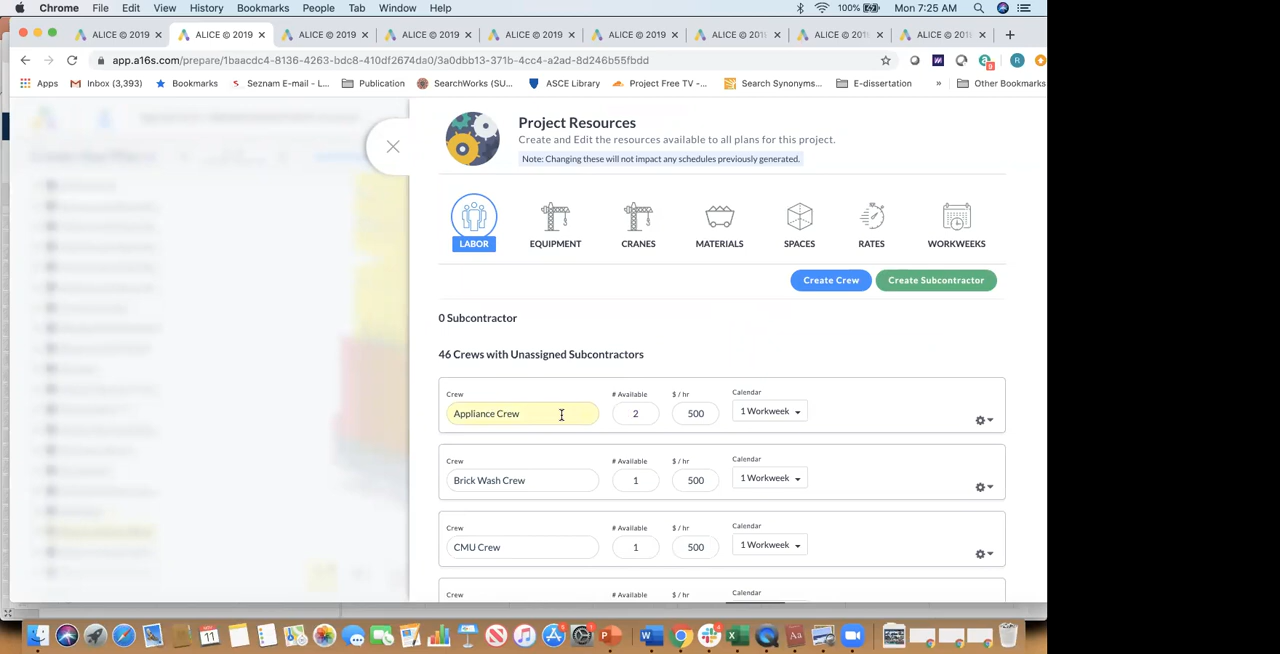 Chrome File Edit View History Bookmarks People Tab Window Help 100% Mon 7:25 AM
ALICE © 2019 ALICE © 2019 ALICE © 2019 ALICE © 2019 ALICE © 2019 ALICE © 2019 ALICE © 201 ALICE © 201 ALICE © 201
app.a16s.com/prepare/1baacdc4-8136-4263-bdc8-410df2674da0/3a0dbb13-371b-4cc4-a2ad-8d246b55fbdd
Apps Inbox (3,393) Bookmarks Seznam E-mail - L... Publication SearchWorks (SU... ASCE Library Project Free TV -... Search Synonyms... E-dissertation » Other Bookmarks
Project Resources
Create and Edit the resources available to all plans for this project.
Note: Changing these will not impact any schedules previously generated.
LABOR EQUIPMENT CRANES MATERIALS SPACES RATES WORKWEEKS
Create Crew Create Subcontractor
0 Subcontractor
46 Crews with Unassigned Subcontractors
Crew # Available $ / hr Calendar
Appliance Crew 2 500 1 Workweek
Crew # Available $ / hr Calendar
Brick Wash Crew 1 500 1 Workweek
Crew # Available $ / hr Calendar
CMU Crew 1 500 1 Workweek
Crew # Available $ / hr Calendar